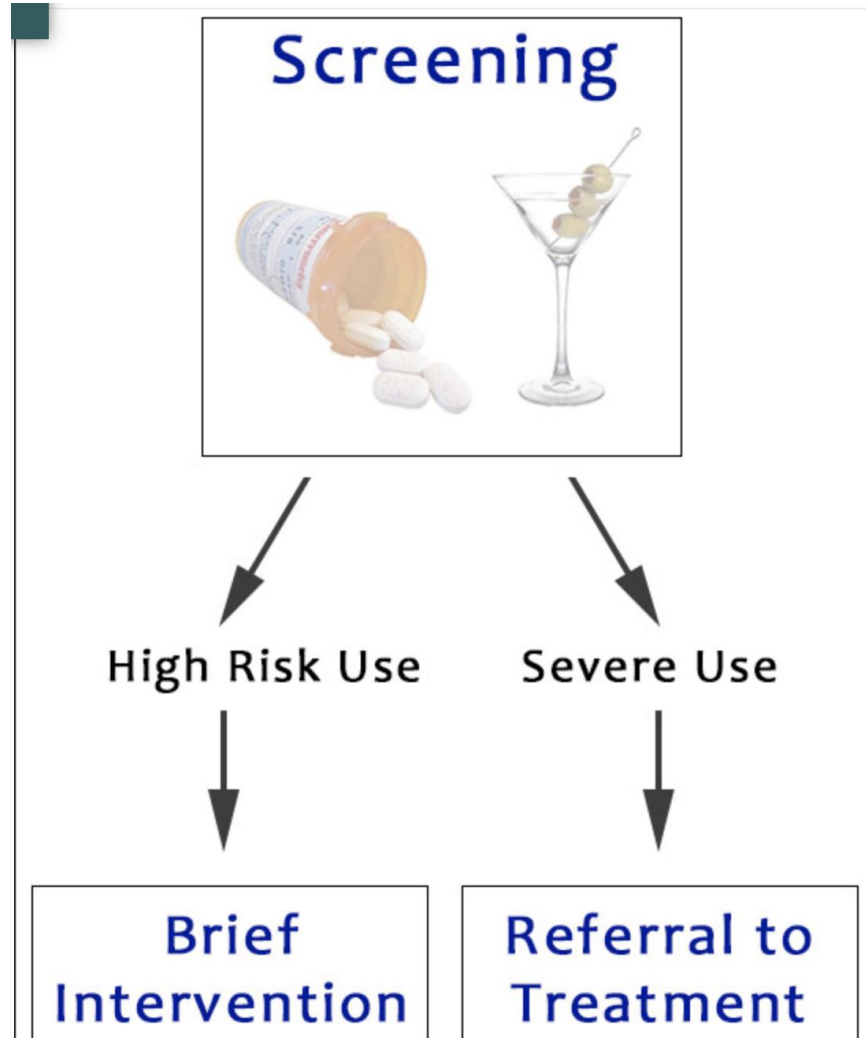 Screening
High Risk Use
Severe Use
Brief
Intervention
Referral to
Treatment